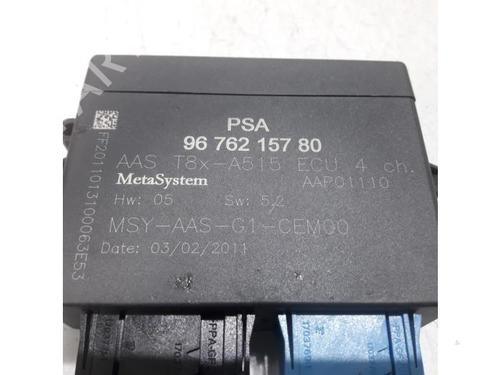 PSA
96 762 157 80
AAS T8x-A515 ECU 4 ch.
MetaSystem AAP01110
Hw: 05 Sw: 5.2
MSY-AAS-G1-CEM00
Date: 03/02/2011
FF2011013100063E53